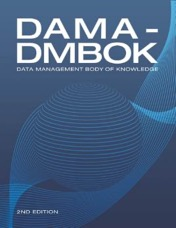 DAMA-
DMBOK
DATA MANAGEMENT BODY OF KNOWLEDGE
2ND EDITION